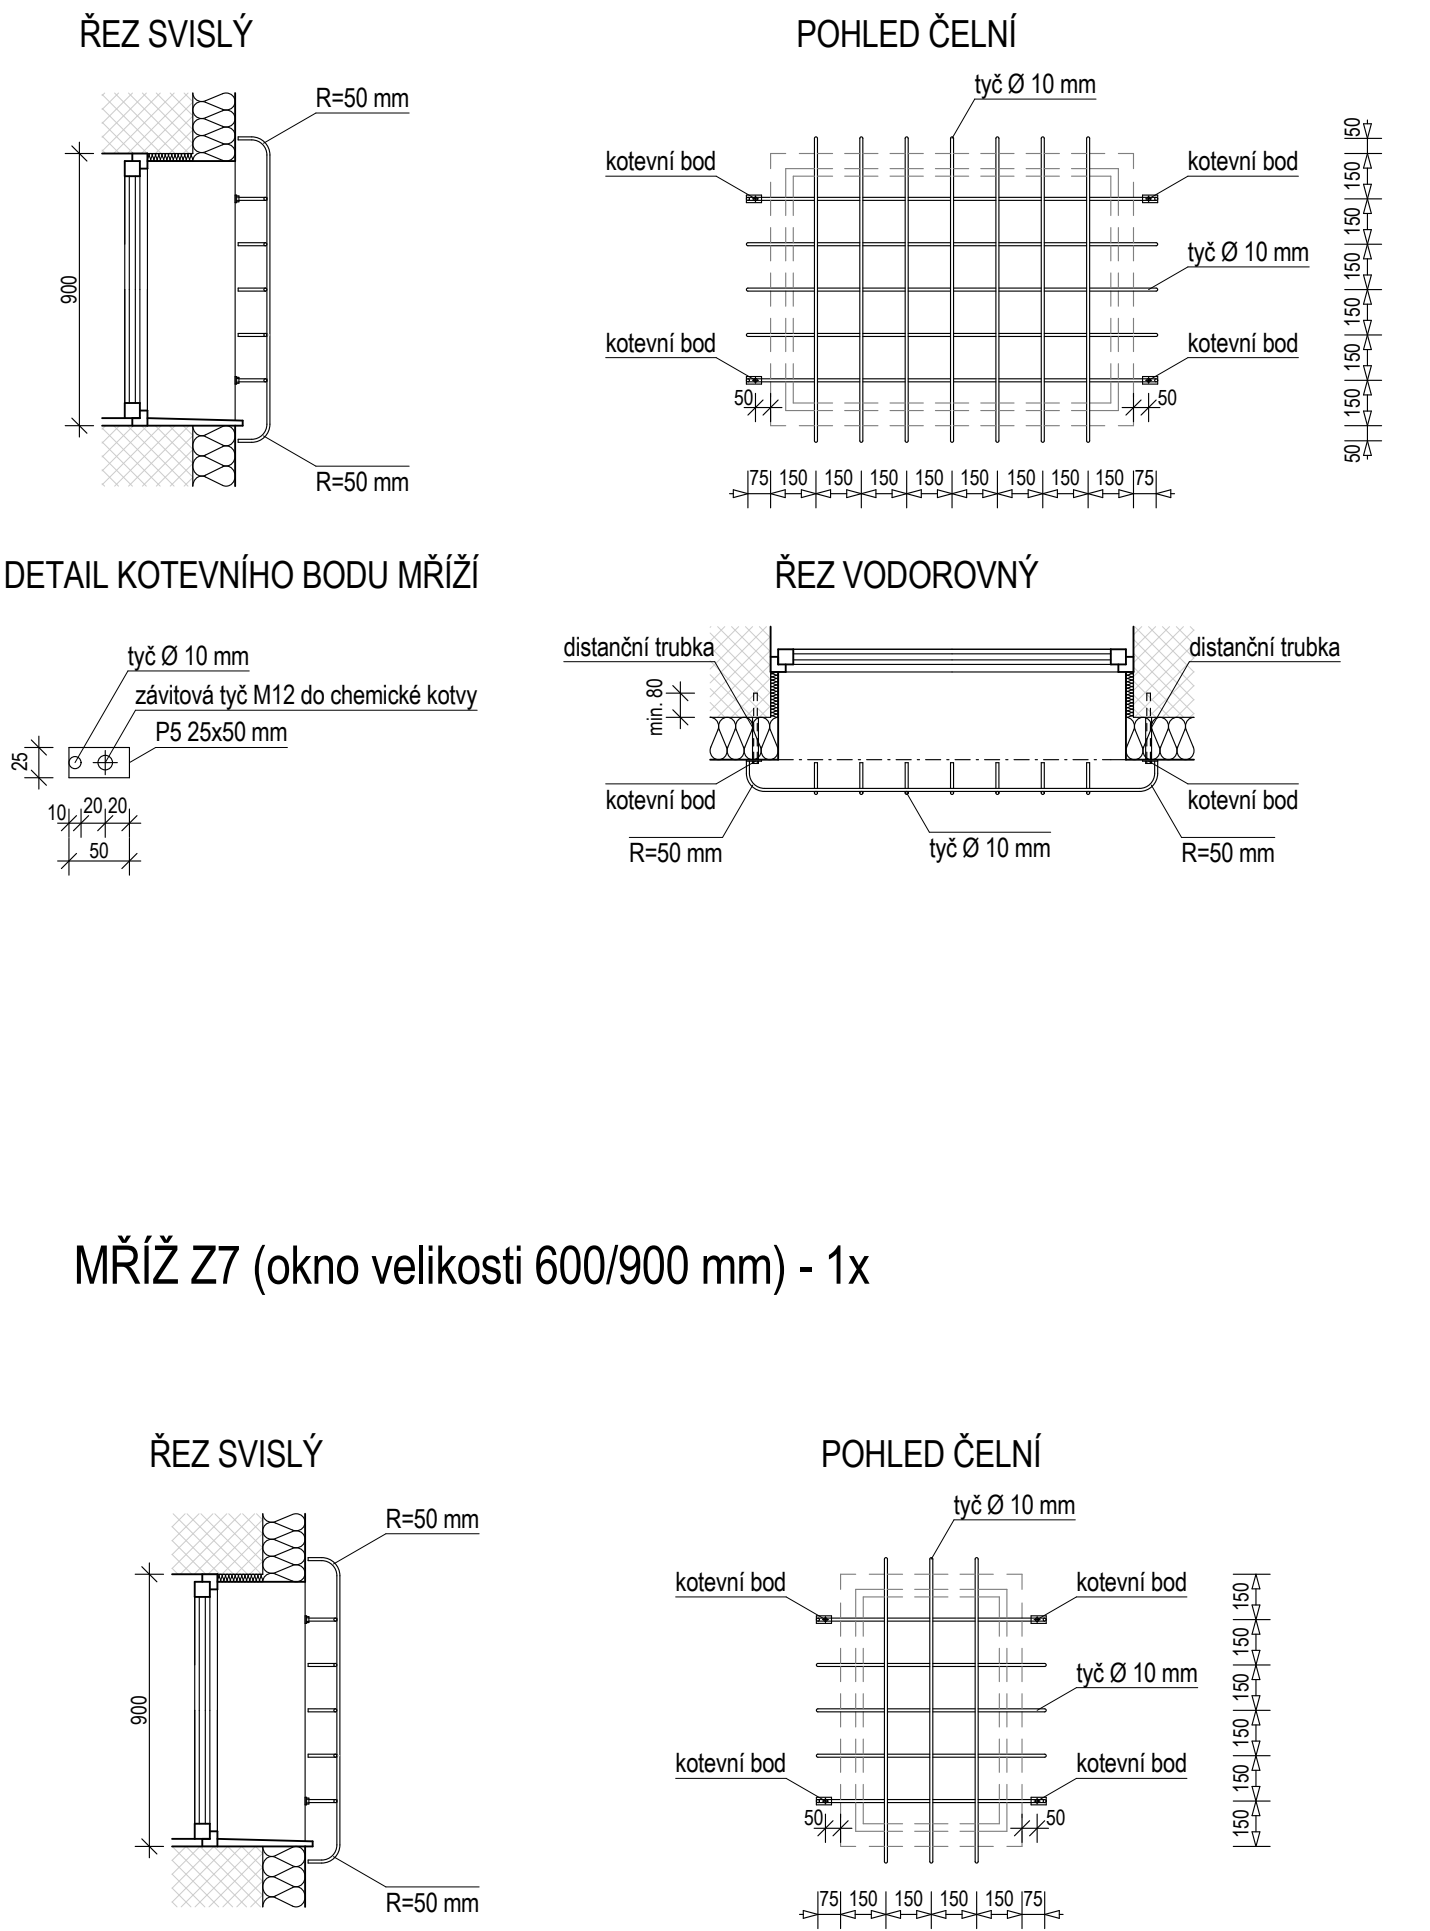 ŘEZ SVISLÝ
POHLED ČELNÍ
R=50 mm
900
R=50 mm
tyč Ø 10 mm
kotevní bod
kotevní bod
tyč Ø 10 mm
kotevní bod
kotevní bod
50
50
75 150 150 150 150 150 150 150 150 75
50
150
150
150
150
150
150
50
DETAIL KOTEVNÍHO BODU MŘÍŽÍ
ŘEZ VODOROVNÝ
tyč Ø 10 mm
závitová tyč M12 do chemické kotvy
P5 25x50 mm
25
10 20 20
50
distanční trubka
distanční trubka
min. 80
kotevní bod
kotevní bod
R=50 mm
tyč Ø 10 mm
R=50 mm
MŘÍŽ Z7 (okno velikosti 600/900 mm) - 1x
ŘEZ SVISLÝ
POHLED ČELNÍ
R=50 mm
900
R=50 mm
tyč Ø 10 mm
kotevní bod
kotevní bod
tyč Ø 10 mm
kotevní bod
kotevní bod
50
50
75 150 150 150 150 75
150
150
150
150
150
150